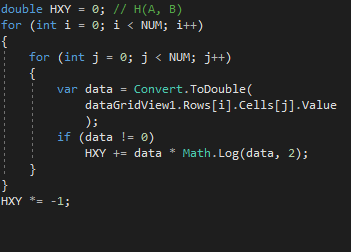 double HXY = 0; // H(A, B)
for (int i = 0; i < NUM; i++)
{
for (int j = 0; j < NUM; j++)
{
var data = Convert.ToDouble(
dataGridView1.Rows[i].Cells[j].Value
);
if (data != 0)
HXY += data * Math.Log(data, 2);
}
}
HXY *= -1;